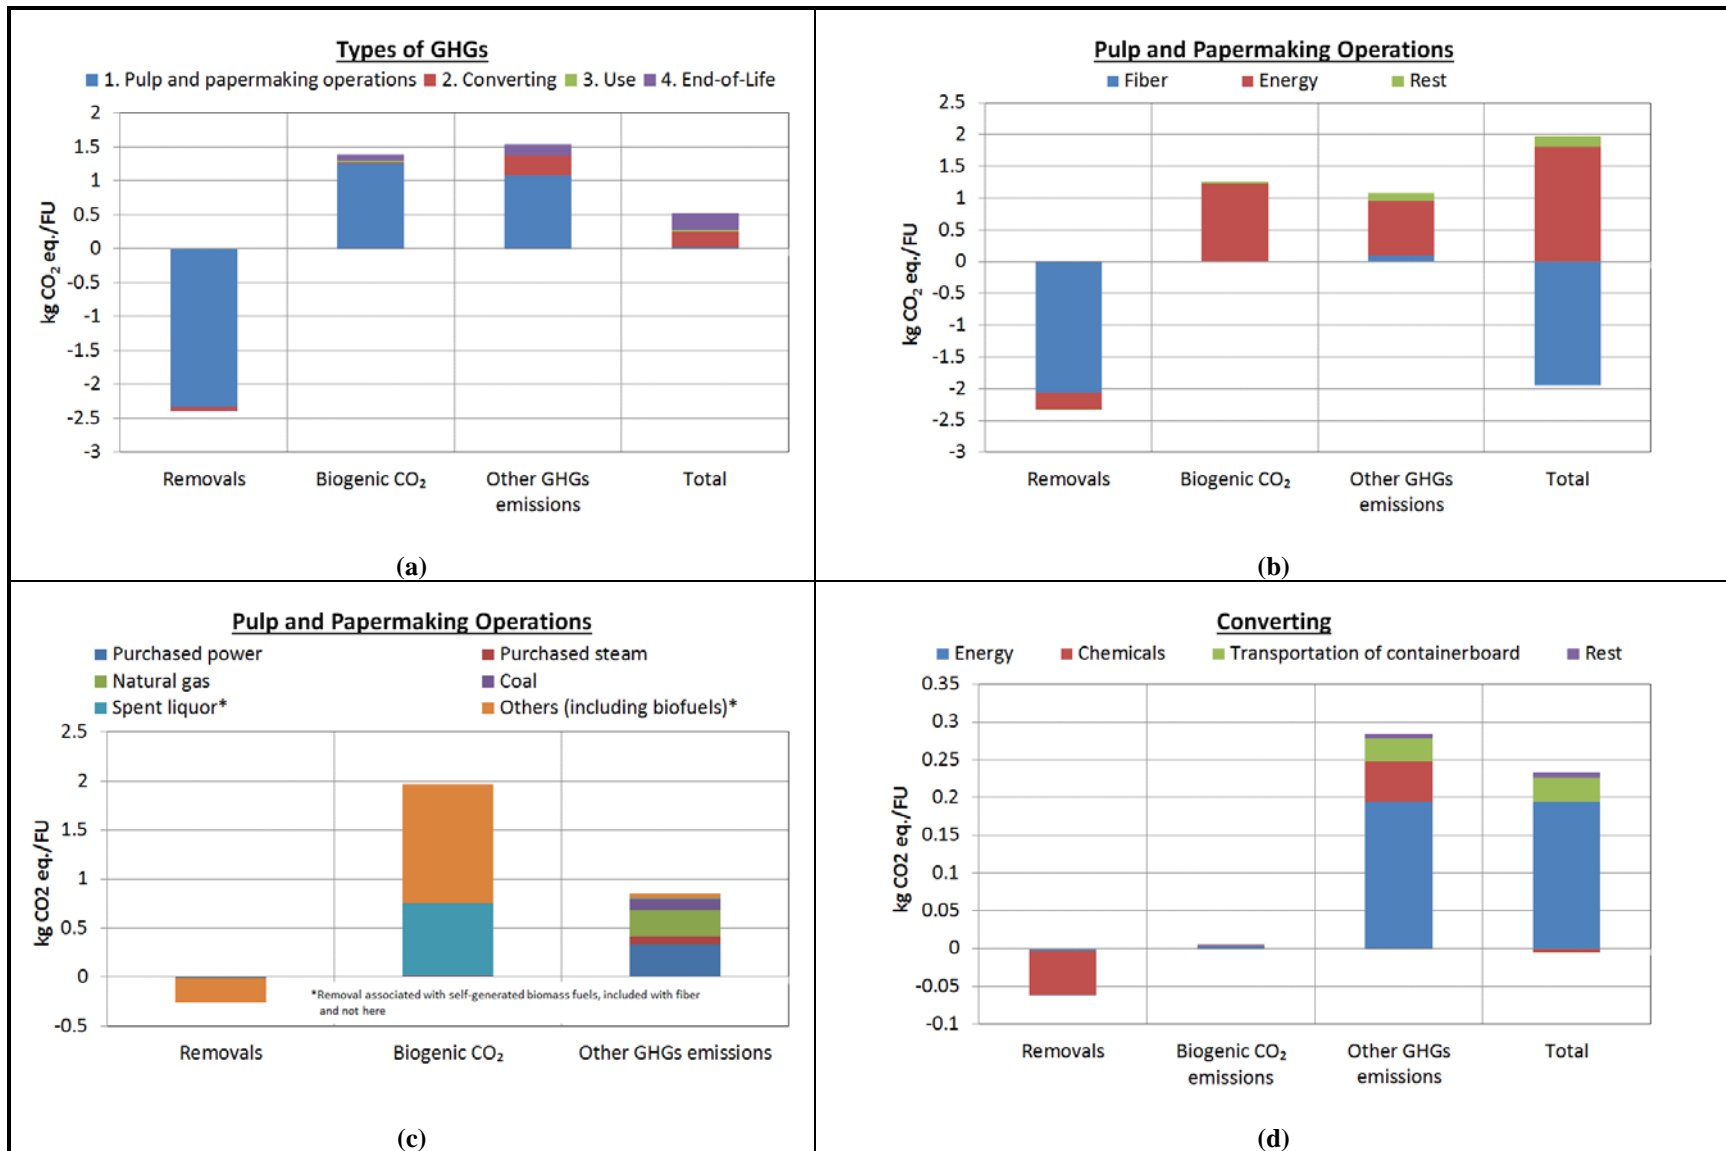 Types of GHGs
1. Pulp and papermaking operations 2. Converting 3. Use 4. End-of-Life
2
1.5
1
0.5
0
-0.5
-1
-1.5
-2
-2.5
-3
kg CO₂ eq./FU
Removals Biogenic CO₂ Other GHGs Total
emissions
(a)
Pulp and Papermaking Operations
Fiber Energy Rest
2.5
2
1.5
1
0.5
0
-0.5
-1
-1.5
-2
-2.5
-3
kg CO₂ eq./FU
Removals Biogenic CO₂ Other GHGs Total
emissions
(b)
Pulp and Papermaking Operations
Purchased power Purchased steam
Natural gas Coal
Spent liquor* Others (including biofuels)*
2.5
2
1.5
1
0.5
0
-0.5
kg CO2 eq./FU
*Removal associated with self-generated biomass fuels, included with fiber
and not here
Removals Biogenic CO₂ Other GHGs emissions
(c)
Converting
Energy Chemicals Transportation of containerboard Rest
0.35
0.3
0.25
0.2
0.15
0.1
0.05
0
-0.05
-0.1
kg CO2 eq./FU
Removals Biogenic CO₂ Other GHGs Total
emissions emissions
(d)